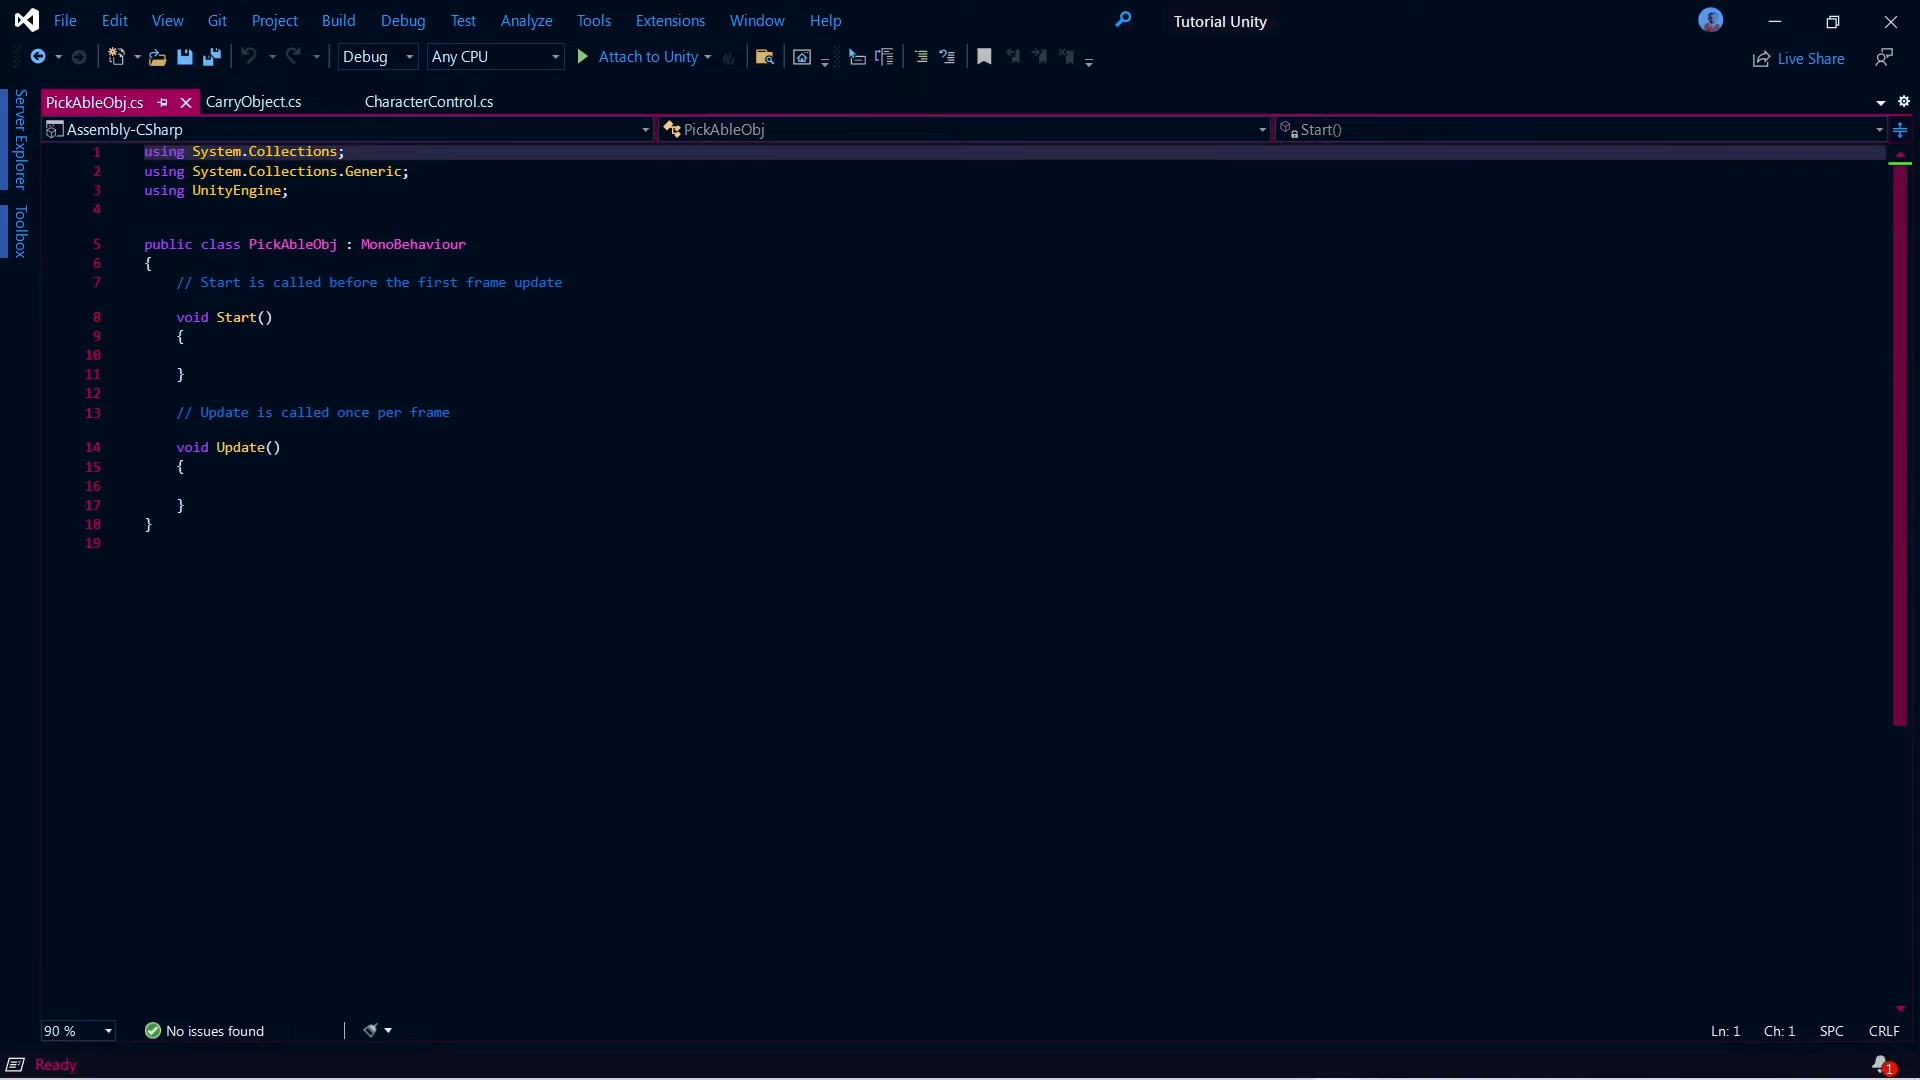 File Edit View Git Project Build Debug Test Analyze Tools Extensions Window Help Tutorial Unity
Debug Any CPU Attach to Unity Live Share
Server Explorer
Toolbox
PickAbleObj.cs CarryObject.cs CharacterControl.cs
Assembly-CSharp PickAbleObj Start()
1 using System.Collections;
2 using System.Collections.Generic;
3 using UnityEngine;
4
5 public class PickAbleObj : MonoBehaviour
6 {
7 // Start is called before the first frame update
8 void Start()
9 {
10
11 }
12
13 // Update is called once per frame
14 void Update()
15 {
16
17 }
18 }
19
90 % No issues found Ln: 1 Ch: 1 SPC CRLF
Ready 1